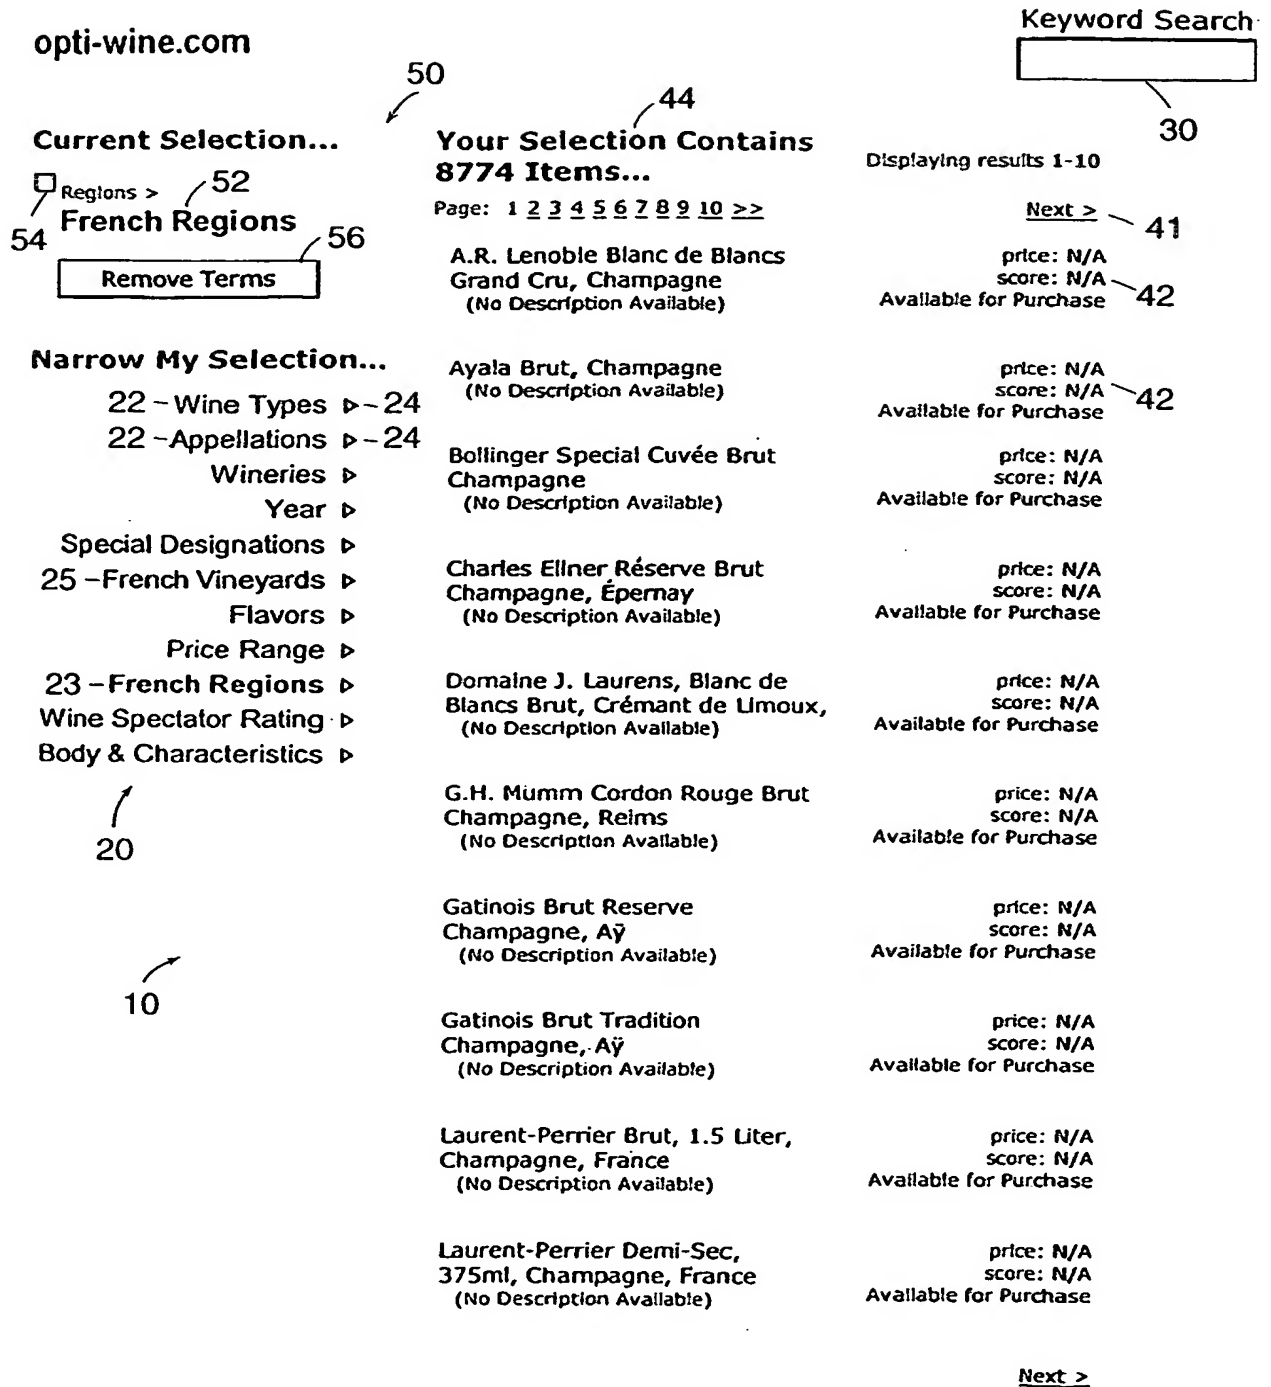 opti-wine.com
Keyword Search
30
50
Current Selection...
Regions >
52
French Regions
54
56
Remove Terms
Narrow My Selection...
22 – Wine Types ▷ – 24
22 – Appellations ▷ – 24
Wineries ▷
Year ▷
Special Designations ▷
25 – French Vineyards ▷
Flavors ▷
Price Range ▷
23 – French Regions ▷
Wine Spectator Rating ▷
Body & Characteristics ▷
20
10
44
Your Selection Contains
8774 Items...
Displaying results 1-10
Page: 1 2 3 4 5 6 7 8 9 10 >>
Next >
41
A.R. Lenoble Blanc de Blancs
Grand Cru, Champagne
(No Description Available)
price: N/A
score: N/A
42
Available for Purchase
Ayala Brut, Champagne
(No Description Available)
price: N/A
score: N/A
42
Available for Purchase
Bollinger Special Cuvée Brut
Champagne
(No Description Available)
price: N/A
score: N/A
Available for Purchase
Charles Ellner Réserve Brut
Champagne, Épernay
(No Description Available)
price: N/A
score: N/A
Available for Purchase
Domaine J. Laurens, Blanc de
Blancs Brut, Crémant de Limoux,
(No Description Available)
price: N/A
score: N/A
Available for Purchase
G.H. Mumm Cordon Rouge Brut
Champagne, Reims
(No Description Available)
price: N/A
score: N/A
Available for Purchase
Gatinois Brut Reserve
Champagne, Aÿ
(No Description Available)
price: N/A
score: N/A
Available for Purchase
Gatinois Brut Tradition
Champagne, Aÿ
(No Description Available)
price: N/A
score: N/A
Available for Purchase
Laurent-Perrier Brut, 1.5 Liter,
Champagne, France
(No Description Available)
price: N/A
score: N/A
Available for Purchase
Laurent-Perrier Demi-Sec,
375ml, Champagne, France
(No Description Available)
price: N/A
score: N/A
Available for Purchase
Next >